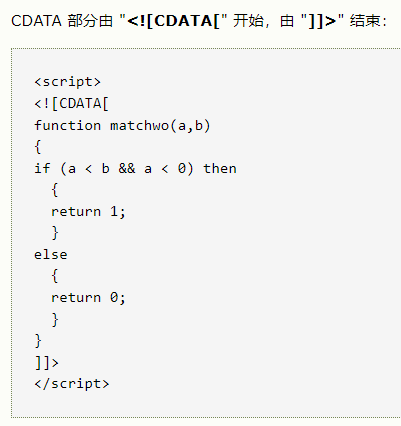 CDATA 部分由 "<![CDATA[" 开始，由 "]]>" 结束：
<script>
<![CDATA[
function matchwo(a,b)
{
if (a < b && a < 0) then
  {
  return 1;
  }
else
  {
  return 0;
  }
}
]]>
</script>